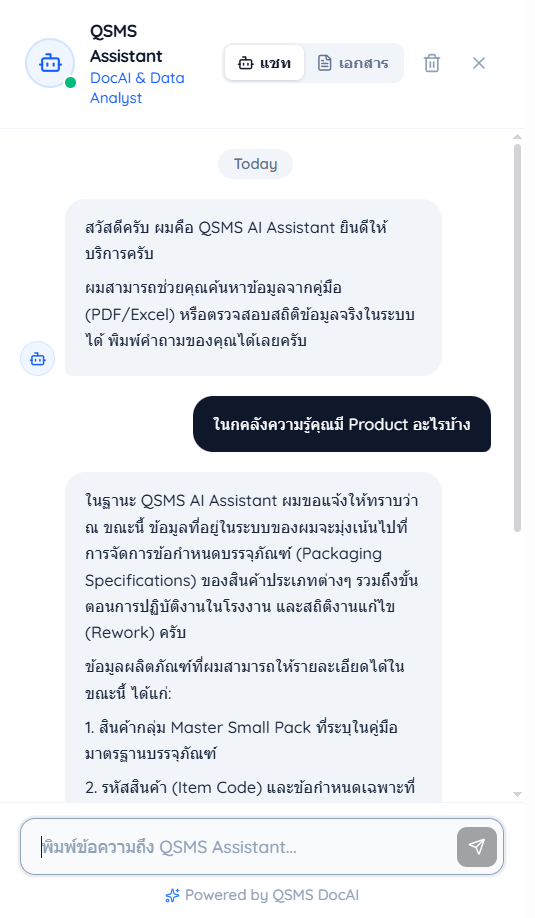 QSMS
Assistant
DocAI & Data
Analyst
แชท
เอกสาร
Today
สวัสดีครับ ผมคือ QSMS AI Assistant ยินดีให้
บริการครับ
ผมสามารถช่วยคุณค้นหาข้อมูลจากคู่มือ
(PDF/Excel) หรือตรวจสอบสถิติข้อมูลจริงในระบบ
ได้ พิมพ์คำถามของคุณได้เลยครับ
ในกคลังความรู้คุณมี Product อะไรบ้าง
ในฐานะ QSMS AI Assistant ผมขอแจ้งให้ทราบว่า
ณ ขณะนี้ ข้อมูลที่อยู่ในระบบของผมจะมุ่งเน้นไปที่
การจัดการข้อกำหนดบรรจุภัณฑ์ (Packaging
Specifications) ของสินค้าประเภทต่างๆ รวมถึงขั้น
ตอนการปฏิบัติงานในโรงงาน และสถิติงานแก้ไข
(Rework) ครับ
ข้อมูลผลิตภัณฑ์ที่ผมสามารถให้รายละเอียดได้ใน
ขณะนี้ ได้แก่:
1. สินค้ากลุ่ม Master Small Pack ที่ระบุในคู่มือ
มาตรฐานบรรจุภัณฑ์
2. รหัสสินค้า (Item Code) และข้อกำหนดเฉพาะที่
พิมพ์ข้อความถึง QSMS Assistant...
Powered by QSMS DocAI